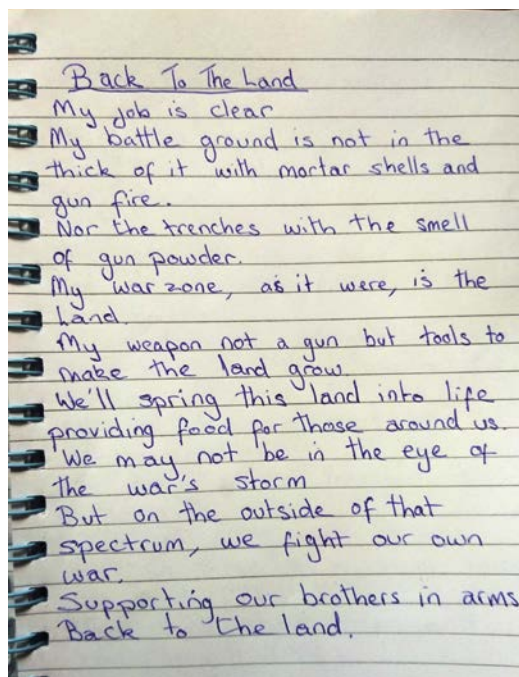 Back To The Land
My job is clear
My battle ground is not in the
thick of it with mortar shells and
gun fire.
Nor the trenches with the smell
of gun powder.
My war zone, as it were, is the
Land.
My weapon not a gun but tools to
make the land grow.
We'll spring this land into life
providing food for those around us.
We may not be in the eye of
the war's storm
But on the outside of that
spectrum, we fight our own
war.
Supporting our brothers in arms
Back to the land.